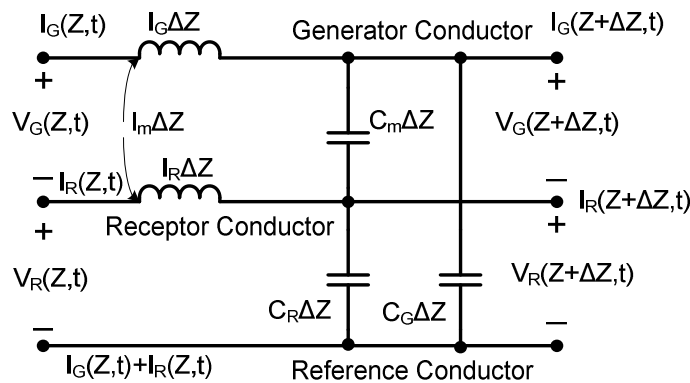 I_G(Z,t)
I_GΔZ
Generator Conductor
I_G(Z+ΔZ,t)
+
+
V_G(Z,t)
I_mΔZ
C_mΔZ
V_G(Z+ΔZ,t)
−
I_R(Z,t)
I_RΔZ
−
I_R(Z+ΔZ,t)
+
Receptor Conductor
+
V_R(Z,t)
V_R(Z+ΔZ,t)
C_RΔZ
C_GΔZ
−
−
I_G(Z,t)+I_R(Z,t)
Reference Conductor